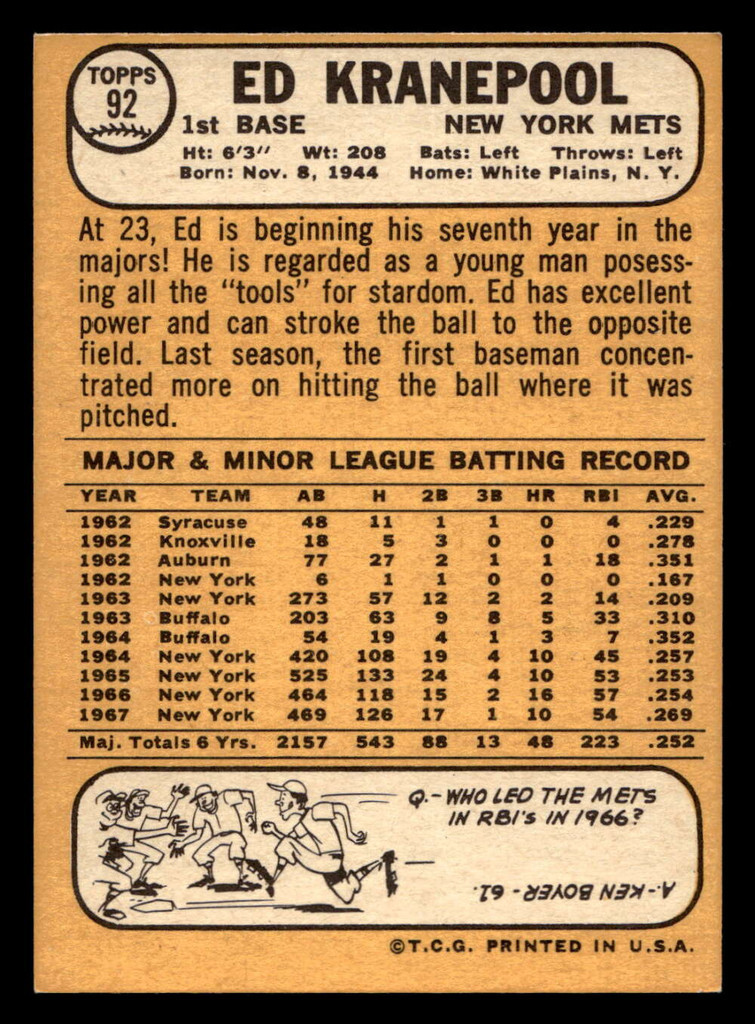 TOPPS
92
ED KRANEPOOL
1st BASE NEW YORK METS
Ht: 6'3" Wt: 208 Bats: Left Throws: Left
Born: Nov. 8, 1944 Home: White Plains, N. Y.
At 23, Ed is beginning his seventh year in the
majors! He is regarded as a young man posess-
ing all the "tools" for stardom. Ed has excellent
power and can stroke the ball to the opposite
field. Last season, the first baseman concen-
trated more on hitting the ball where it was
pitched.
MAJOR & MINOR LEAGUE BATTING RECORD
YEAR TEAM AB H 2B 3B HR RBI AVG.
1962 Syracuse 48 11 1 1 0 4 .229
1962 Knoxville 18 5 3 0 0 0 .278
1962 Auburn 77 27 2 1 1 18 .351
1962 New York 6 1 1 0 0 0 .167
1963 New York 273 57 12 2 2 14 .209
1963 Buffalo 203 63 9 8 5 33 .310
1964 Buffalo 54 19 4 1 3 7 .352
1964 New York 420 108 19 4 10 45 .257
1965 New York 525 133 24 4 10 53 .253
1966 New York 464 118 15 2 16 57 .254
1967 New York 469 126 17 1 10 54 .269
Maj. Totals 6 Yrs. 2157 543 88 13 48 223 .252
Q.-WHO LED THE METS
IN RBI'S IN 1966?
A-KEN BOYER-61.
©T.C.G. PRINTED IN U.S.A.